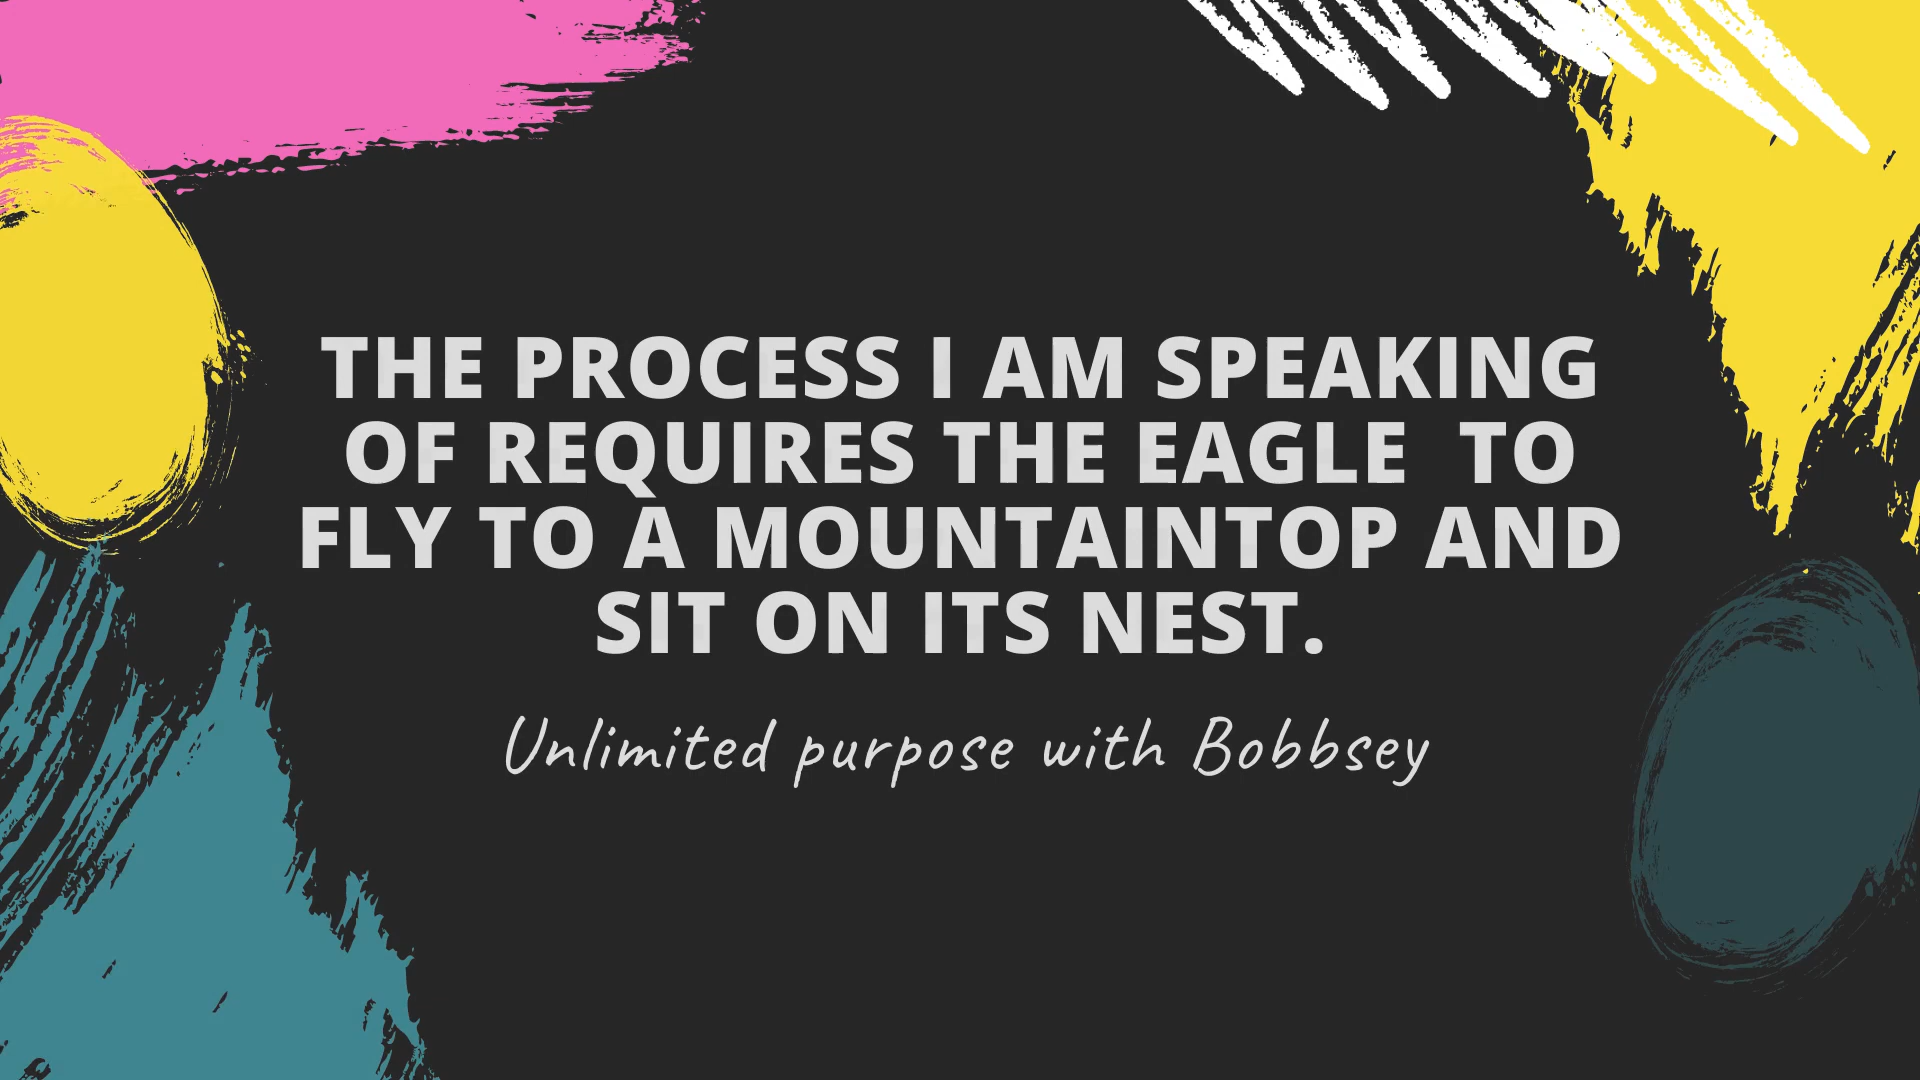 THE PROCESS I AM SPEAKING
OF REQUIRES THE EAGLE  TO
FLY TO A MOUNTAINTOP AND
SIT ON ITS NEST.
Unlimited purpose with Bobbsey